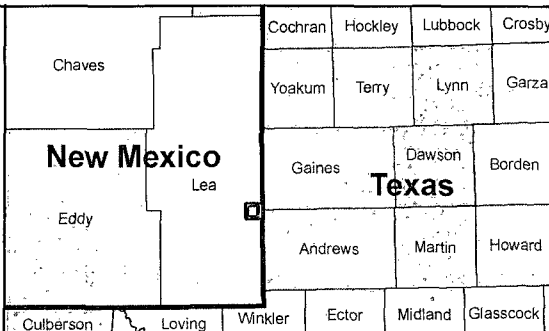 Cochran Hockley Lubbock Crosby
Chaves
Yoakum Terry Lynn Garza
New Mexico
Dawson
Gaines
Borden
Texas
Lea
Eddy
Andrews Martin Howard
Culberson Loving Winkler Ector Midland Glasscock